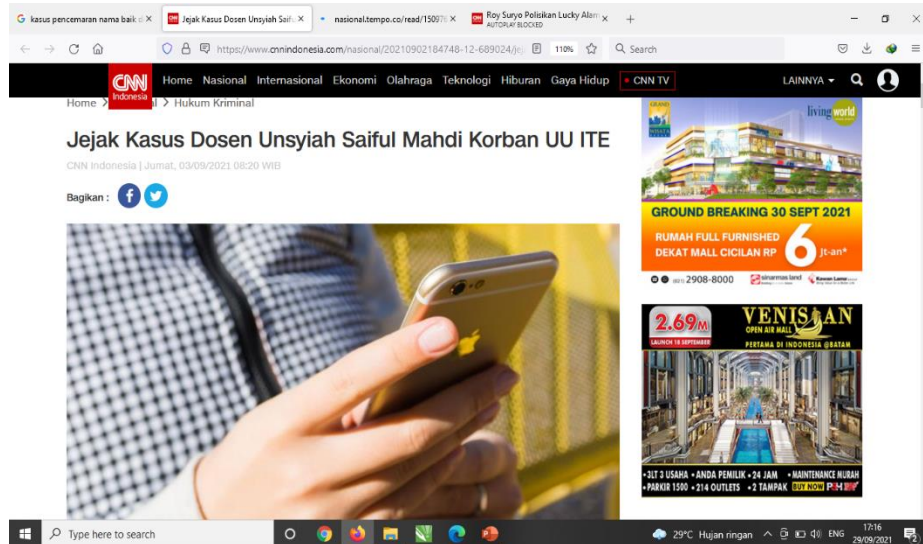 kasus pencemaran nama baik d
Jejak Kasus Dosen Unsyiah Saifu
nasional.tempo.co/read/15097
Roy Suryo Polisikan Lucky Alam
AUTOPLAY BLOCKED
https://www.cnnindonesia.com/nasional/20210902184748-12-689024/jej
110%
Search
CNN
Indonesia
Home Nasional Internasional Ekonomi Olahraga Teknologi Hiburan Gaya Hidup CNN TV LAINNYA
Home > l > Hukum Kriminal
Jejak Kasus Dosen Unsyiah Saiful Mahdi Korban UU ITE
CNN Indonesia | Jumat, 03/09/2021 08:20 WIB
Bagikan :
living world
GROUND BREAKING 30 SEPT 2021
RUMAH FULL FURNISHED
DEKAT MALL CICILAN RP
6 Jt-an*
2908-8000
sinarmas land
Kawan Lama
2.69M
LAUNCH 18 SEPTEMBER
VENISIAN
OPEN AIR MALL
PERTAMA DI INDONESIA @BATAM
•3LT 3 USAHA •ANDA PEMILIK •24 JAM •MAINTENANCE MURAH
•PARKIR 1500 •214 OUTLETS •2 TAMPAK BUY NOW
Type here to search
29°C Hujan ringan
ENG
17:16
29/09/2021